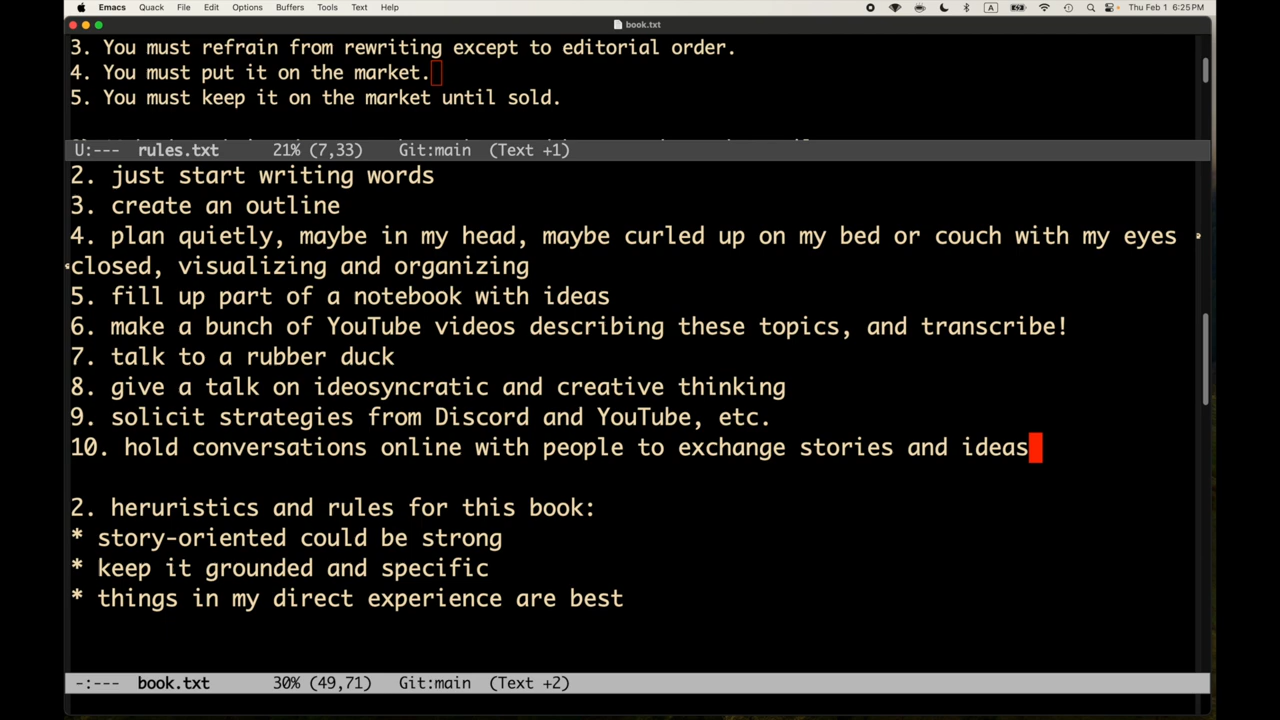 Emacs Quack File Edit Options Buffers Tools Text Help A Thu Feb 1 6:25 PM
book.txt
3. You must refrain from rewriting except to editorial order.
4. You must put it on the market.
5. You must keep it on the market until sold.
U:--- rules.txt 21% (7,33) Git:main (Text +1)
2. just start writing words
3. create an outline
4. plan quietly, maybe in my head, maybe curled up on my bed or couch with my eyes
closed, visualizing and organizing
5. fill up part of a notebook with ideas
6. make a bunch of YouTube videos describing these topics, and transcribe!
7. talk to a rubber duck
8. give a talk on ideosyncratic and creative thinking
9. solicit strategies from Discord and YouTube, etc.
10. hold conversations online with people to exchange stories and ideas
2. heruristics and rules for this book:
* story-oriented could be strong
* keep it grounded and specific
* things in my direct experience are best
-:--- book.txt 30% (49,71) Git:main (Text +2)